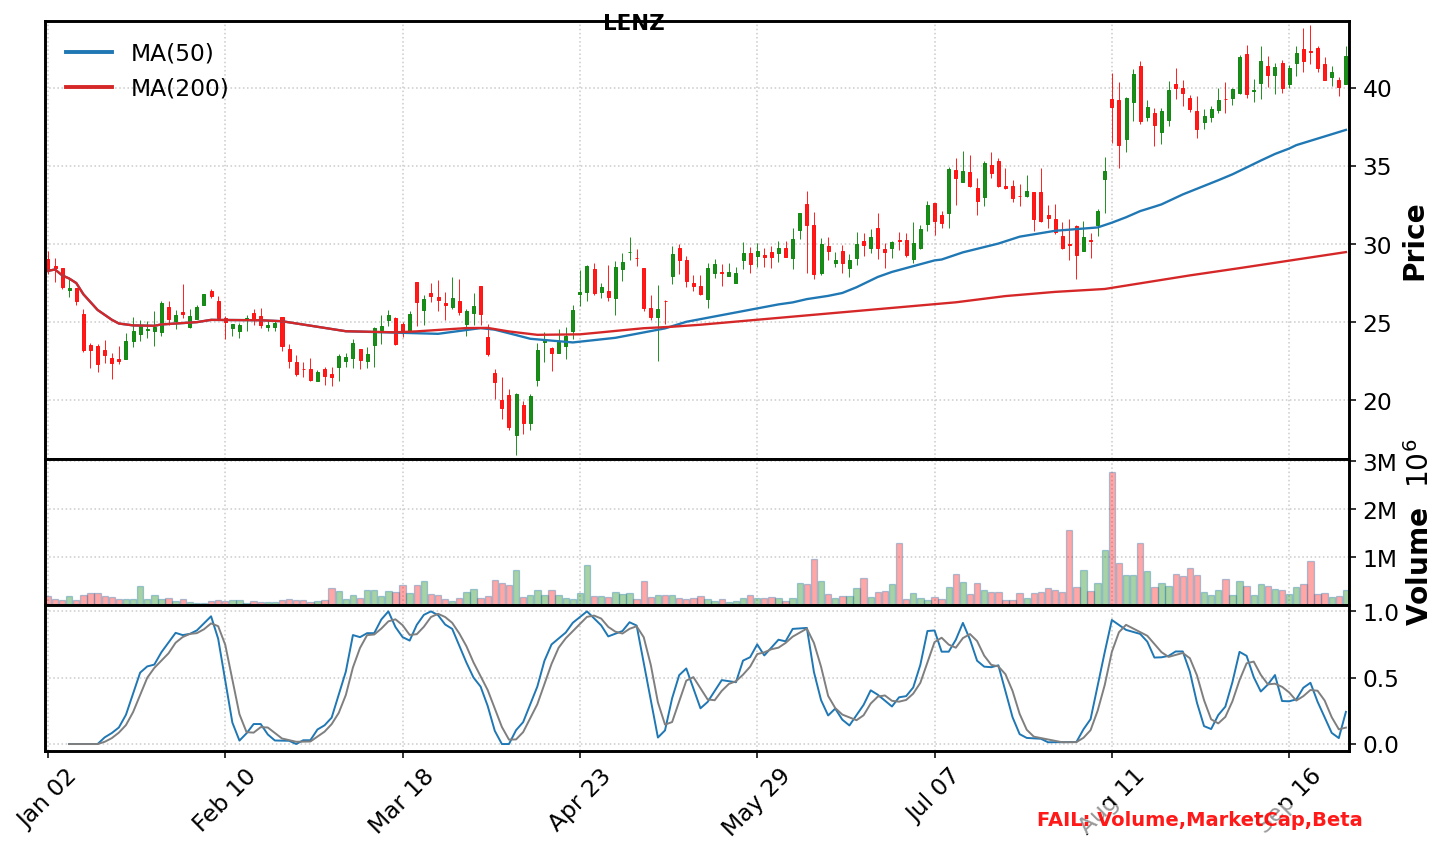 LENZ
MA(50)
MA(200)
40
35
30
25
20
Price
3M
2M
1M
Volume 10^6
1.0
0.5
0.0
Jan 02
Feb 10
Mar 18
Apr 23
May 29
Jul 07
Aug 11
Sep 16
FAIL: Volume,MarketCap,Beta